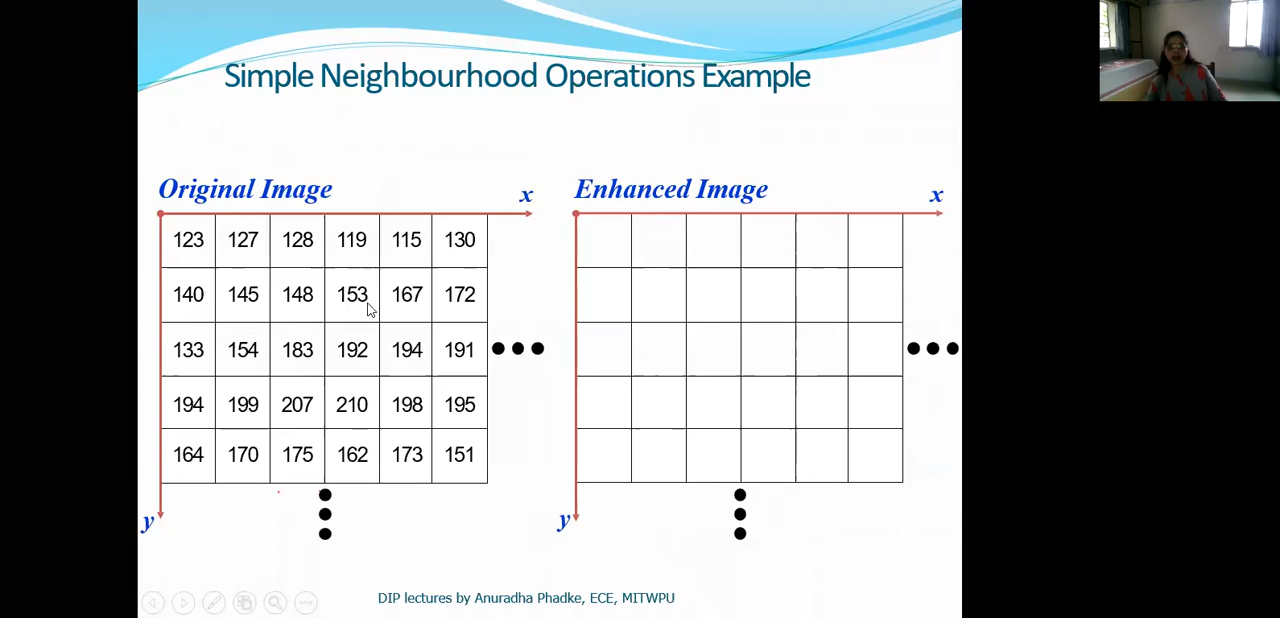 Simple Neighbourhood Operations Example
Original Image
x
Enhanced Image
x
123 127 128 119 115 130
140 145 148 153 167 172
133 154 183 192 194 191
194 199 207 210 198 195
164 170 175 162 173 151
y
y
DIP lectures by Anuradha Phadke, ECE, MITWPU